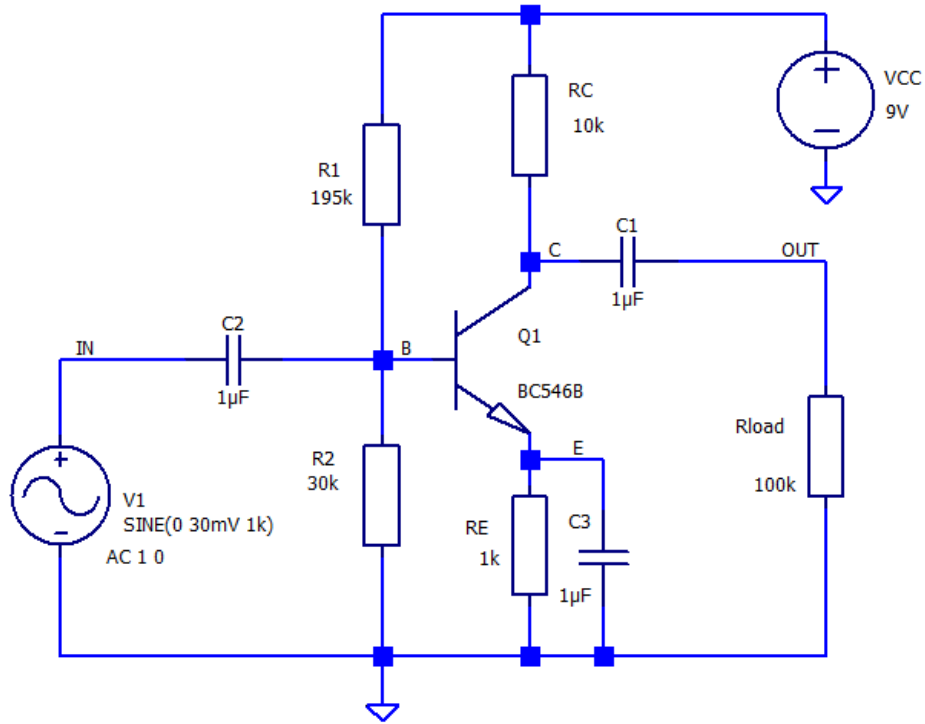 RC
10k
VCC
9V
+
−
R1
195k
C1
C
OUT
1µF
C2
IN
B
Q1
1µF
BC546B
E
Rload
R2
30k
+
−
V1
SINE(0 30mV 1k)
AC 1 0
RE
1k
C3
1µF
100k